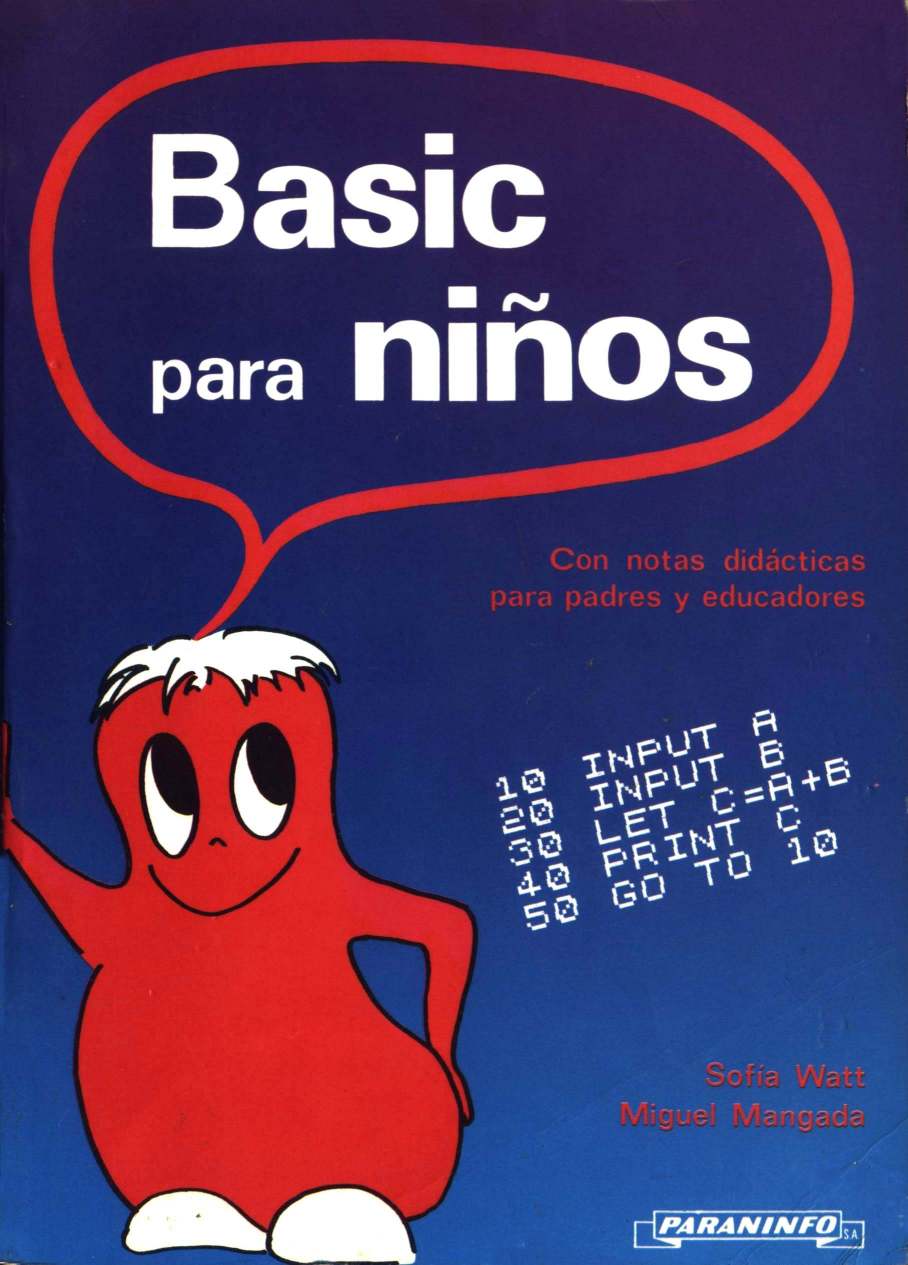 Basic
para niños
Con notas didácticas
para padres y educadores
10 INPUT A
20 INPUT B
30 LET C=A+B
40 PRINT C
50 GO TO 10
Sofía Watt
Miguel Mangada
PARANINFO S.A.